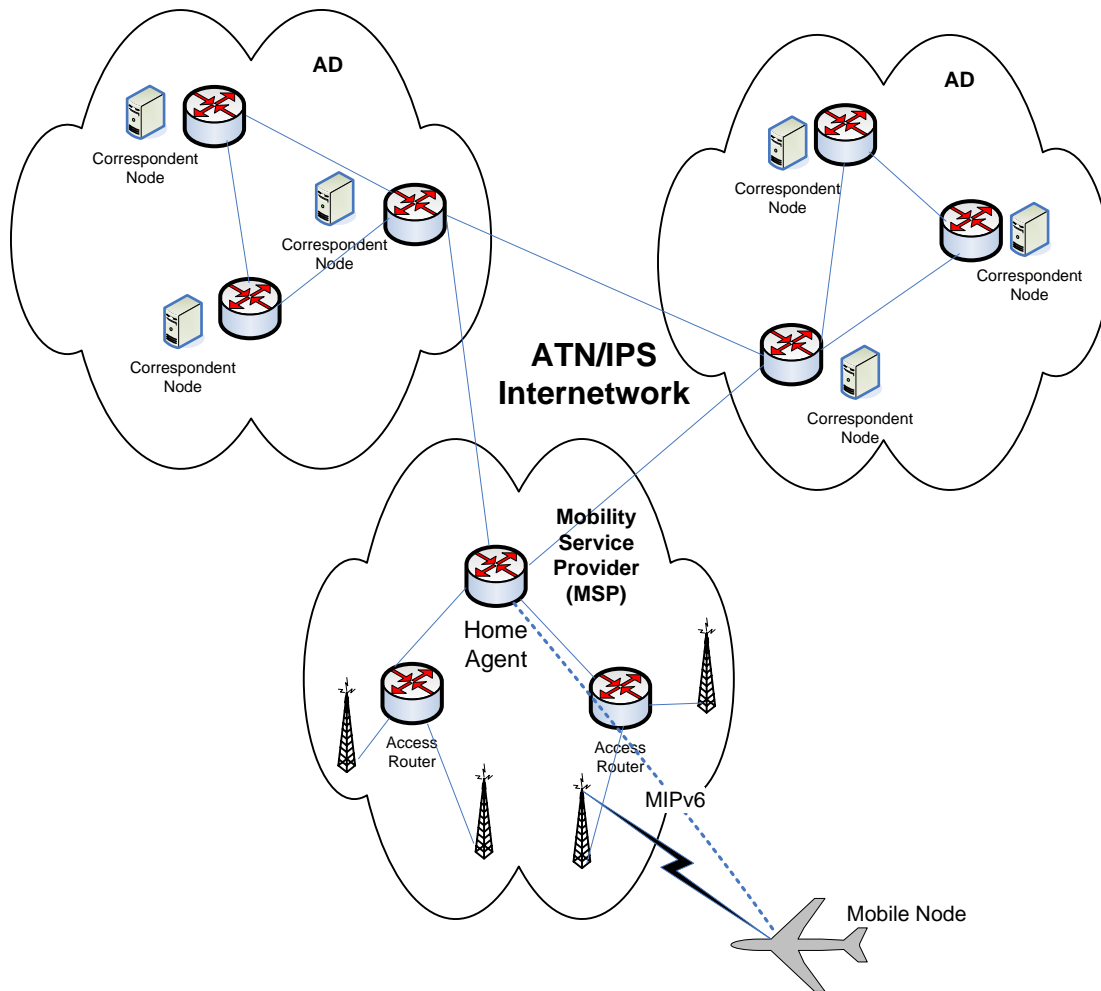 AD
AD
Correspondent
Node
Correspondent
Node
Correspondent
Node
Correspondent
Node
Correspondent
Node
Correspondent
Node
ATN/IPS
Internetwork
Mobility
Service
Provider
(MSP)
Home
Agent
Access
Router
Access
Router
MIPv6
Mobile Node